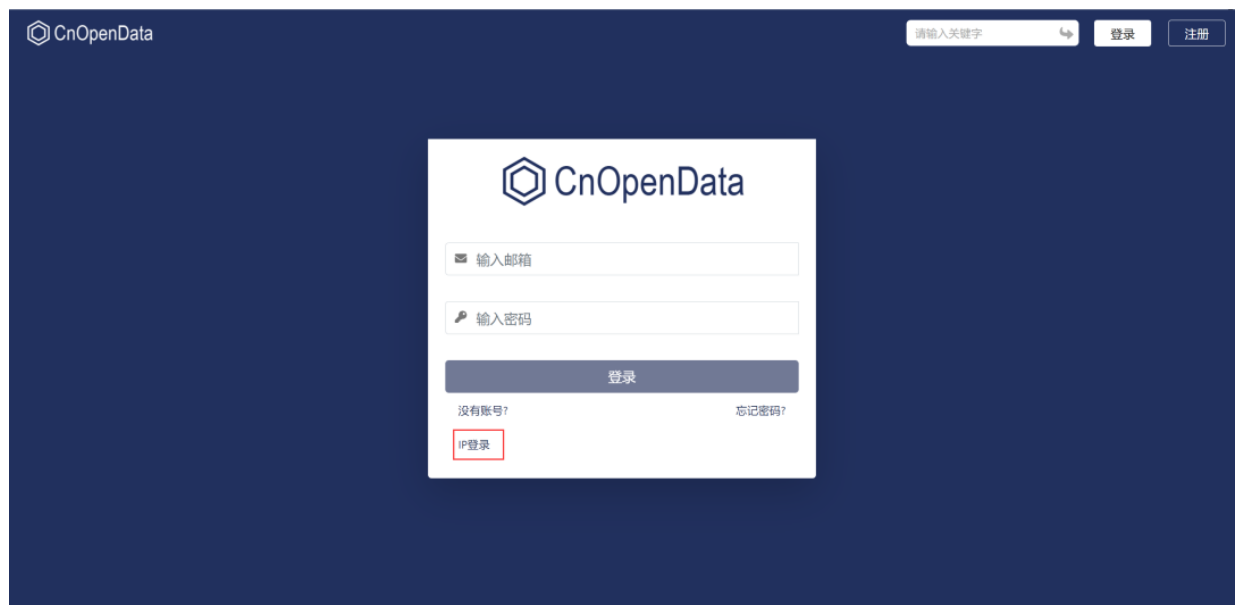 CnOpenData
请输入关键字
登录
注册
CnOpenData
输入邮箱
输入密码
登录
没有账号?
忘记密码?
IP登录